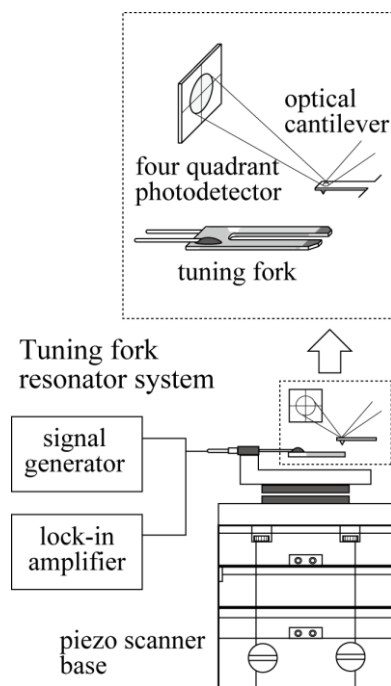 optical
cantilever
four quadrant
photodetector
tuning fork
Tuning fork
resonator system
signal
generator
lock-in
amplifier
piezo scanner
base